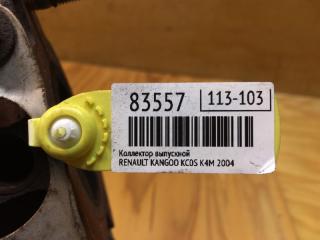 83557 113-103
Коллектор выпускной
RENAULT KANGOO KC0S K4M 2004